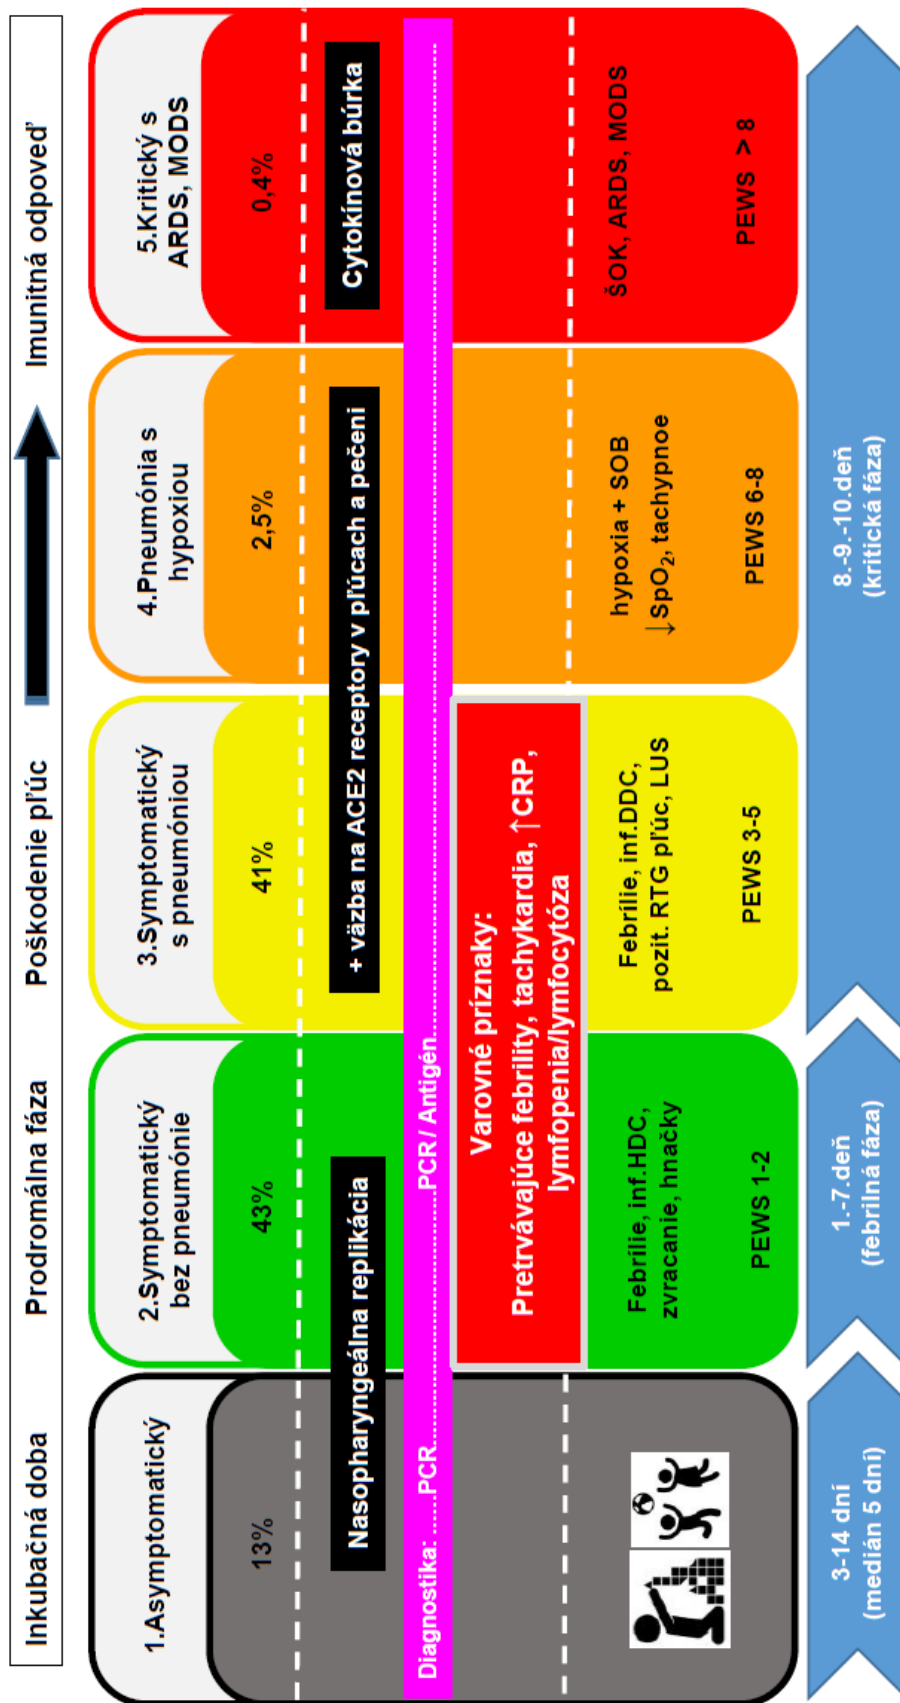 Inkubačná doba
Prodromálna fáza
Poškodenie pľúc
Imunitná odpoveď
1.Asymptomatický
2.Symptomatický
bez pneumónie
3.Symptomatický
s pneumóniou
4.Pneumónia s
hypoxiou
5.Kritický s
ARDS, MODS
13%
43%
41%
2,5%
0,4%
Nasopharyngeálna replikácia
+ väzba na ACE2 receptory v pľúcach a pečeni
Cytokínová búrka
Diagnostika: ......PCR..........................................PCR / Antigén..........................................
Varovné príznaky:
Pretrvávajúce febrility, tachykardia, ↑CRP,
lymfopenia/lymfocytóza
Febrílie, inf.HDC,
zvracanie, hnačky
Febrílie, inf.DDC,
pozit. RTG pľúc, LUS
hypoxia + SOB
↓SpO₂, tachypnoe
ŠOK, ARDS, MODS
PEWS 1-2
PEWS 3-5
PEWS 6-8
PEWS > 8
3-14 dní
(medián 5 dní)
1.-7.deň
(febrilná fáza)
8.-9.-10.deň
(kritická fáza)